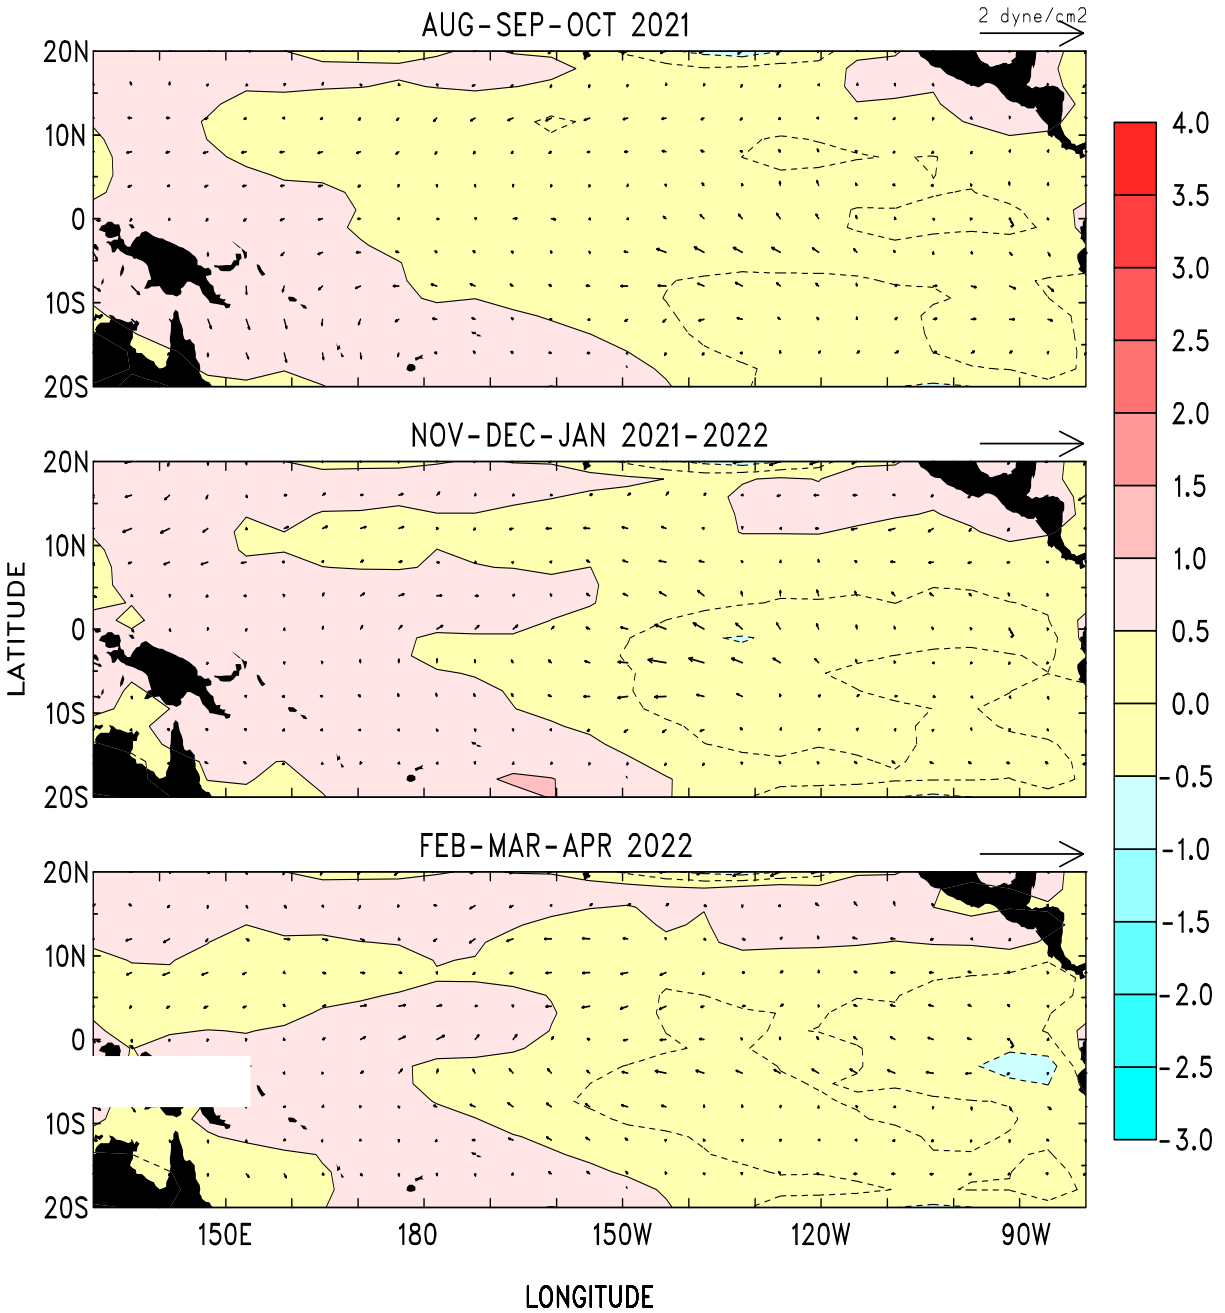 AUG-SEP-OCT 2021
2 dyne/cm2
20N
10N
0
10S
20S
NOV-DEC-JAN 2021-2022
20N
10N
0
10S
20S
LATITUDE
FEB-MAR-APR 2022
20N
10N
0
10S
20S
150E 180 150W 120W 90W
LONGITUDE
4.0
3.5
3.0
2.5
2.0
1.5
1.0
0.5
0.0
-0.5
-1.0
-1.5
-2.0
-2.5
-3.0